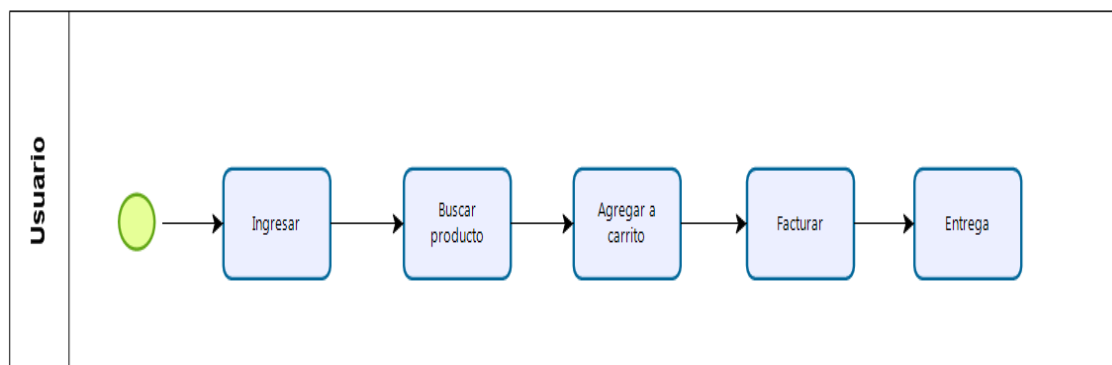 Usuario
Ingresar
Buscar
producto
Agregar a
carrito
Facturar
Entrega